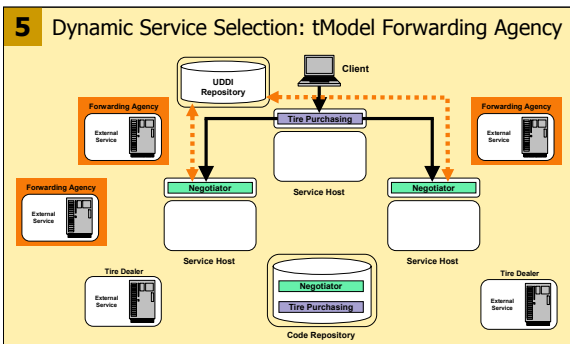 5 Dynamic Service Selection: tModel Forwarding Agency
Client
UDDI
Repository
Forwarding Agency
External
Service
Forwarding Agency
External
Service
Tire Purchasing
Forwarding Agency
External
Service
Negotiator
Service Host
Negotiator
Service Host
Service Host
Tire Dealer
External
Service
Negotiator
Tire Purchasing
Code Repository
Tire Dealer
External
Service